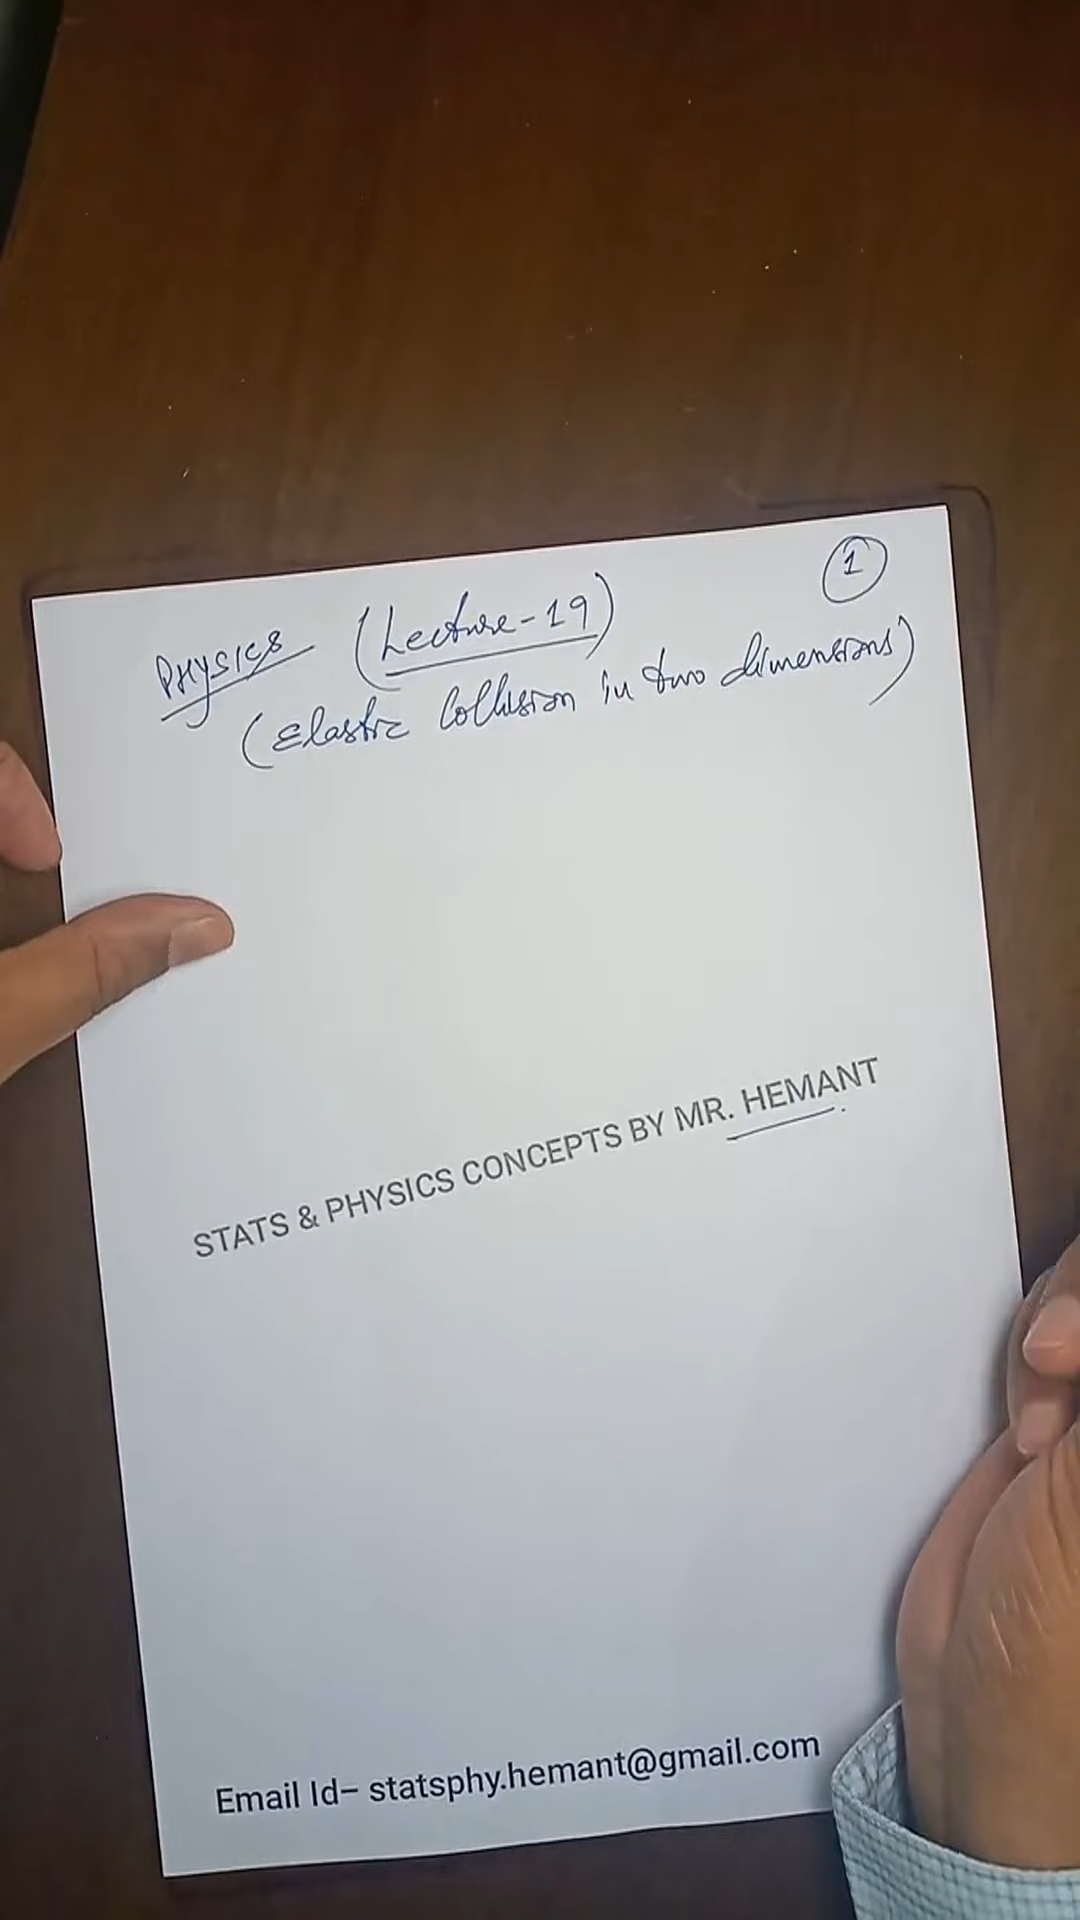 1
PHYSICS (Lecture-19)
(Elastic Collision in two dimensions)
STATS & PHYSICS CONCEPTS BY MR. HEMANT
Email Id– statsphy.hemant@gmail.com